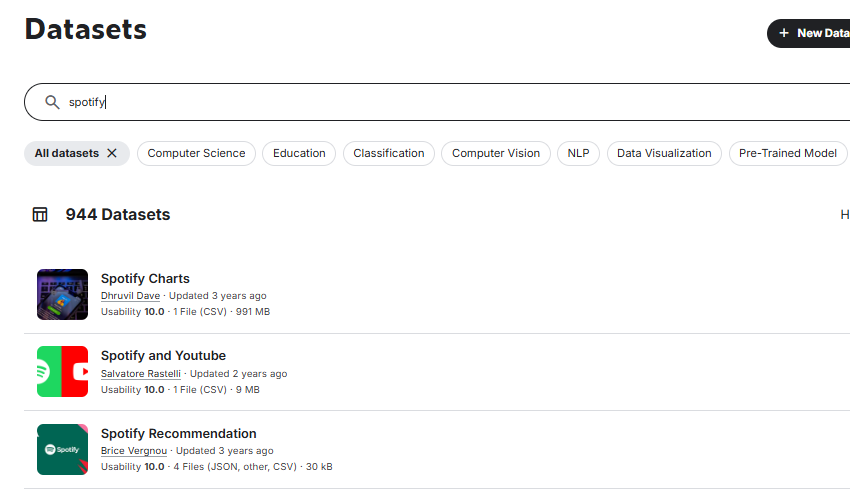 Datasets
+ New Data
spotify
All datasets X
Computer Science
Education
Classification
Computer Vision
NLP
Data Visualization
Pre-Trained Model
944 Datasets
H
Spotify Charts
Dhruvil Dave · Updated 3 years ago
Usability 10.0 · 1 File (CSV) · 991 MB
Spotify and Youtube
Salvatore Rastelli · Updated 2 years ago
Usability 10.0 · 1 File (CSV) · 9 MB
Spotify
Spotify Recommendation
Brice Vergnou · Updated 3 years ago
Usability 10.0 · 4 Files (JSON, other, CSV) · 30 kB